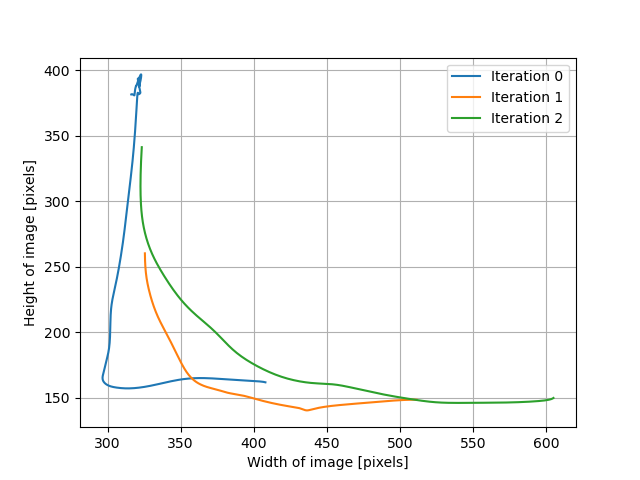 400
350
300
250
200
150
Height of image [pixels]
Iteration 0
Iteration 1
Iteration 2
300 350 400 450 500 550 600
Width of image [pixels]